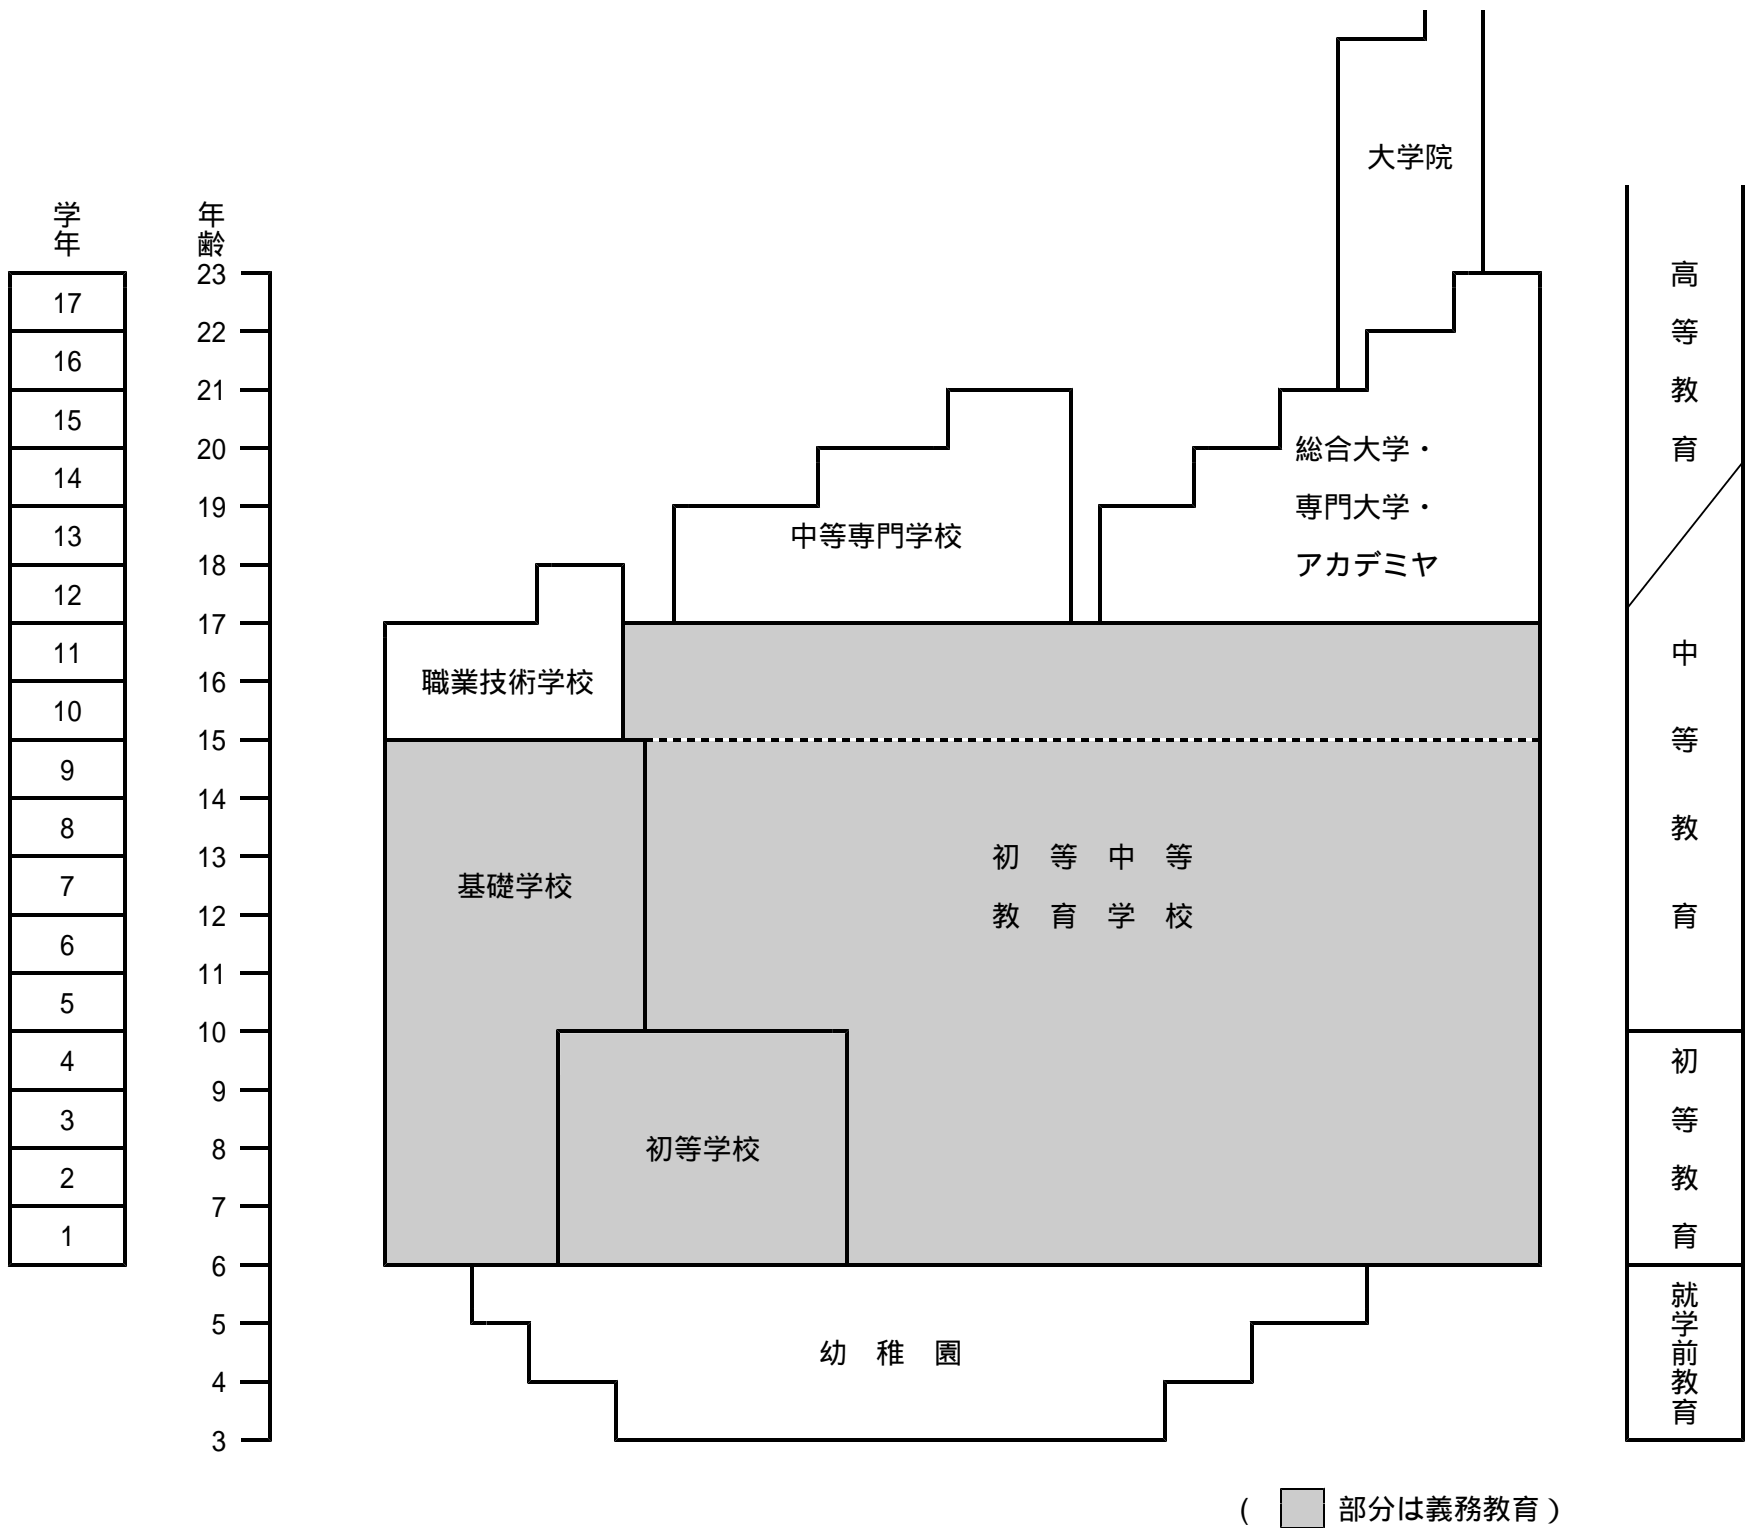 学年
年齢
23
22
21
20
19
18
17
16
15
14
13
12
11
10
9
8
7
6
5
4
3
17
16
15
14
13
12
11
10
9
8
7
6
5
4
3
2
1
大学院
総合大学・
専門大学・
アカデミヤ
中等専門学校
職業技術学校
基礎学校
初 等 中 等
教 育 学 校
初等学校
幼 稚 園
高等教育
中等教育
初等教育
就学前教育
( 部分は義務教育 )